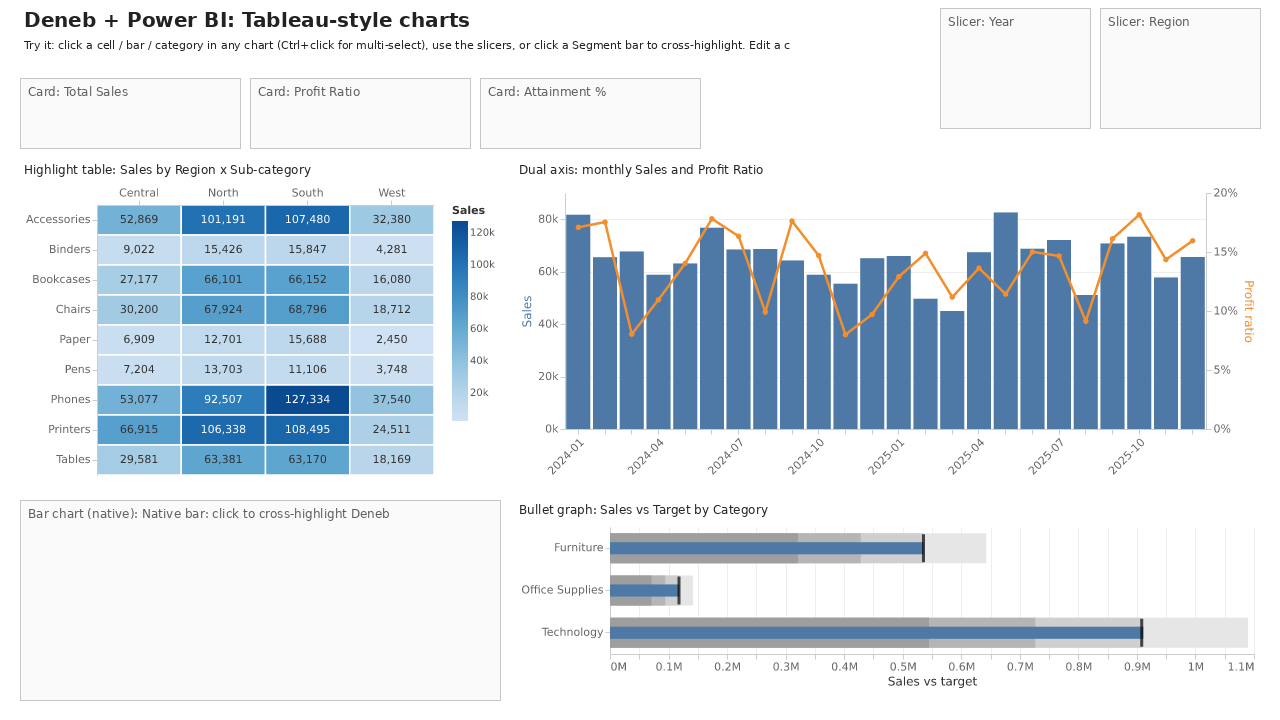 Deneb + Power BI: Tableau-style charts
Try it: click a cell / bar / category in any chart (Ctrl+click for multi-select), use the slicers, or click a Segment bar to cross-highlight. Edit a c
Slicer: Year
Slicer: Region
Card: Total Sales
Card: Profit Ratio
Card: Attainment %
Highlight table: Sales by Region x Sub-category
Central North South West
Accessories 52,869 101,191 107,480 32,380
Binders 9,022 15,426 15,847 4,281
Bookcases 27,177 66,101 66,152 16,080
Chairs 30,200 67,924 68,796 18,712
Paper 6,909 12,701 15,688 2,450
Pens 7,204 13,703 11,106 3,748
Phones 53,077 92,507 127,334 37,540
Printers 66,915 106,338 108,495 24,511
Tables 29,581 63,381 63,170 18,169
Sales
120k
100k
80k
60k
40k
20k
Dual axis: monthly Sales and Profit Ratio
Sales
80k
60k
40k
20k
0k
20%
15%
10%
5%
0%
Profit ratio
2024-01 2024-04 2024-07 2024-10 2025-01 2025-04 2025-07 2025-10
Bar chart (native): Native bar: click to cross-highlight Deneb
Bullet graph: Sales vs Target by Category
Furniture
Office Supplies
Technology
0M 0.1M 0.2M 0.3M 0.4M 0.5M 0.6M 0.7M 0.8M 0.9M 1M 1.1M
Sales vs target